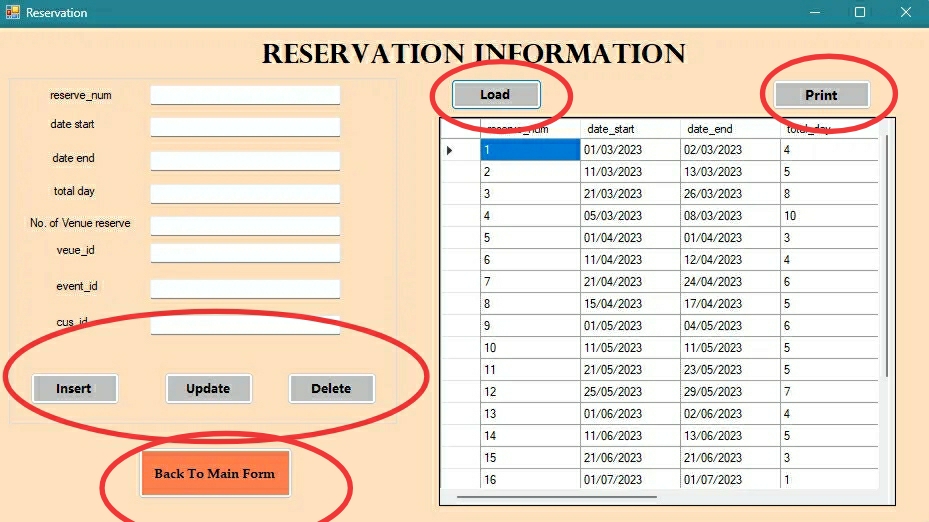 Reservation
RESERVATION INFORMATION
reserve_num
date start
date end
total day
No. of Venue reserve
veue_id
event_id
cus_id
Insert Update Delete
Back To Main Form
Load Print
reserve_num date_start date_end total_day
1 01/03/2023 02/03/2023 4
2 11/03/2023 13/03/2023 5
3 21/03/2023 26/03/2023 8
4 05/03/2023 08/03/2023 10
5 01/04/2023 01/04/2023 3
6 11/04/2023 12/04/2023 4
7 21/04/2023 24/04/2023 6
8 15/04/2023 17/04/2023 5
9 01/05/2023 04/05/2023 6
10 11/05/2023 11/05/2023 5
11 21/05/2023 23/05/2023 5
12 25/05/2023 29/05/2023 7
13 01/06/2023 02/06/2023 4
14 11/06/2023 13/06/2023 5
15 21/06/2023 21/06/2023 3
16 01/07/2023 01/07/2023 1